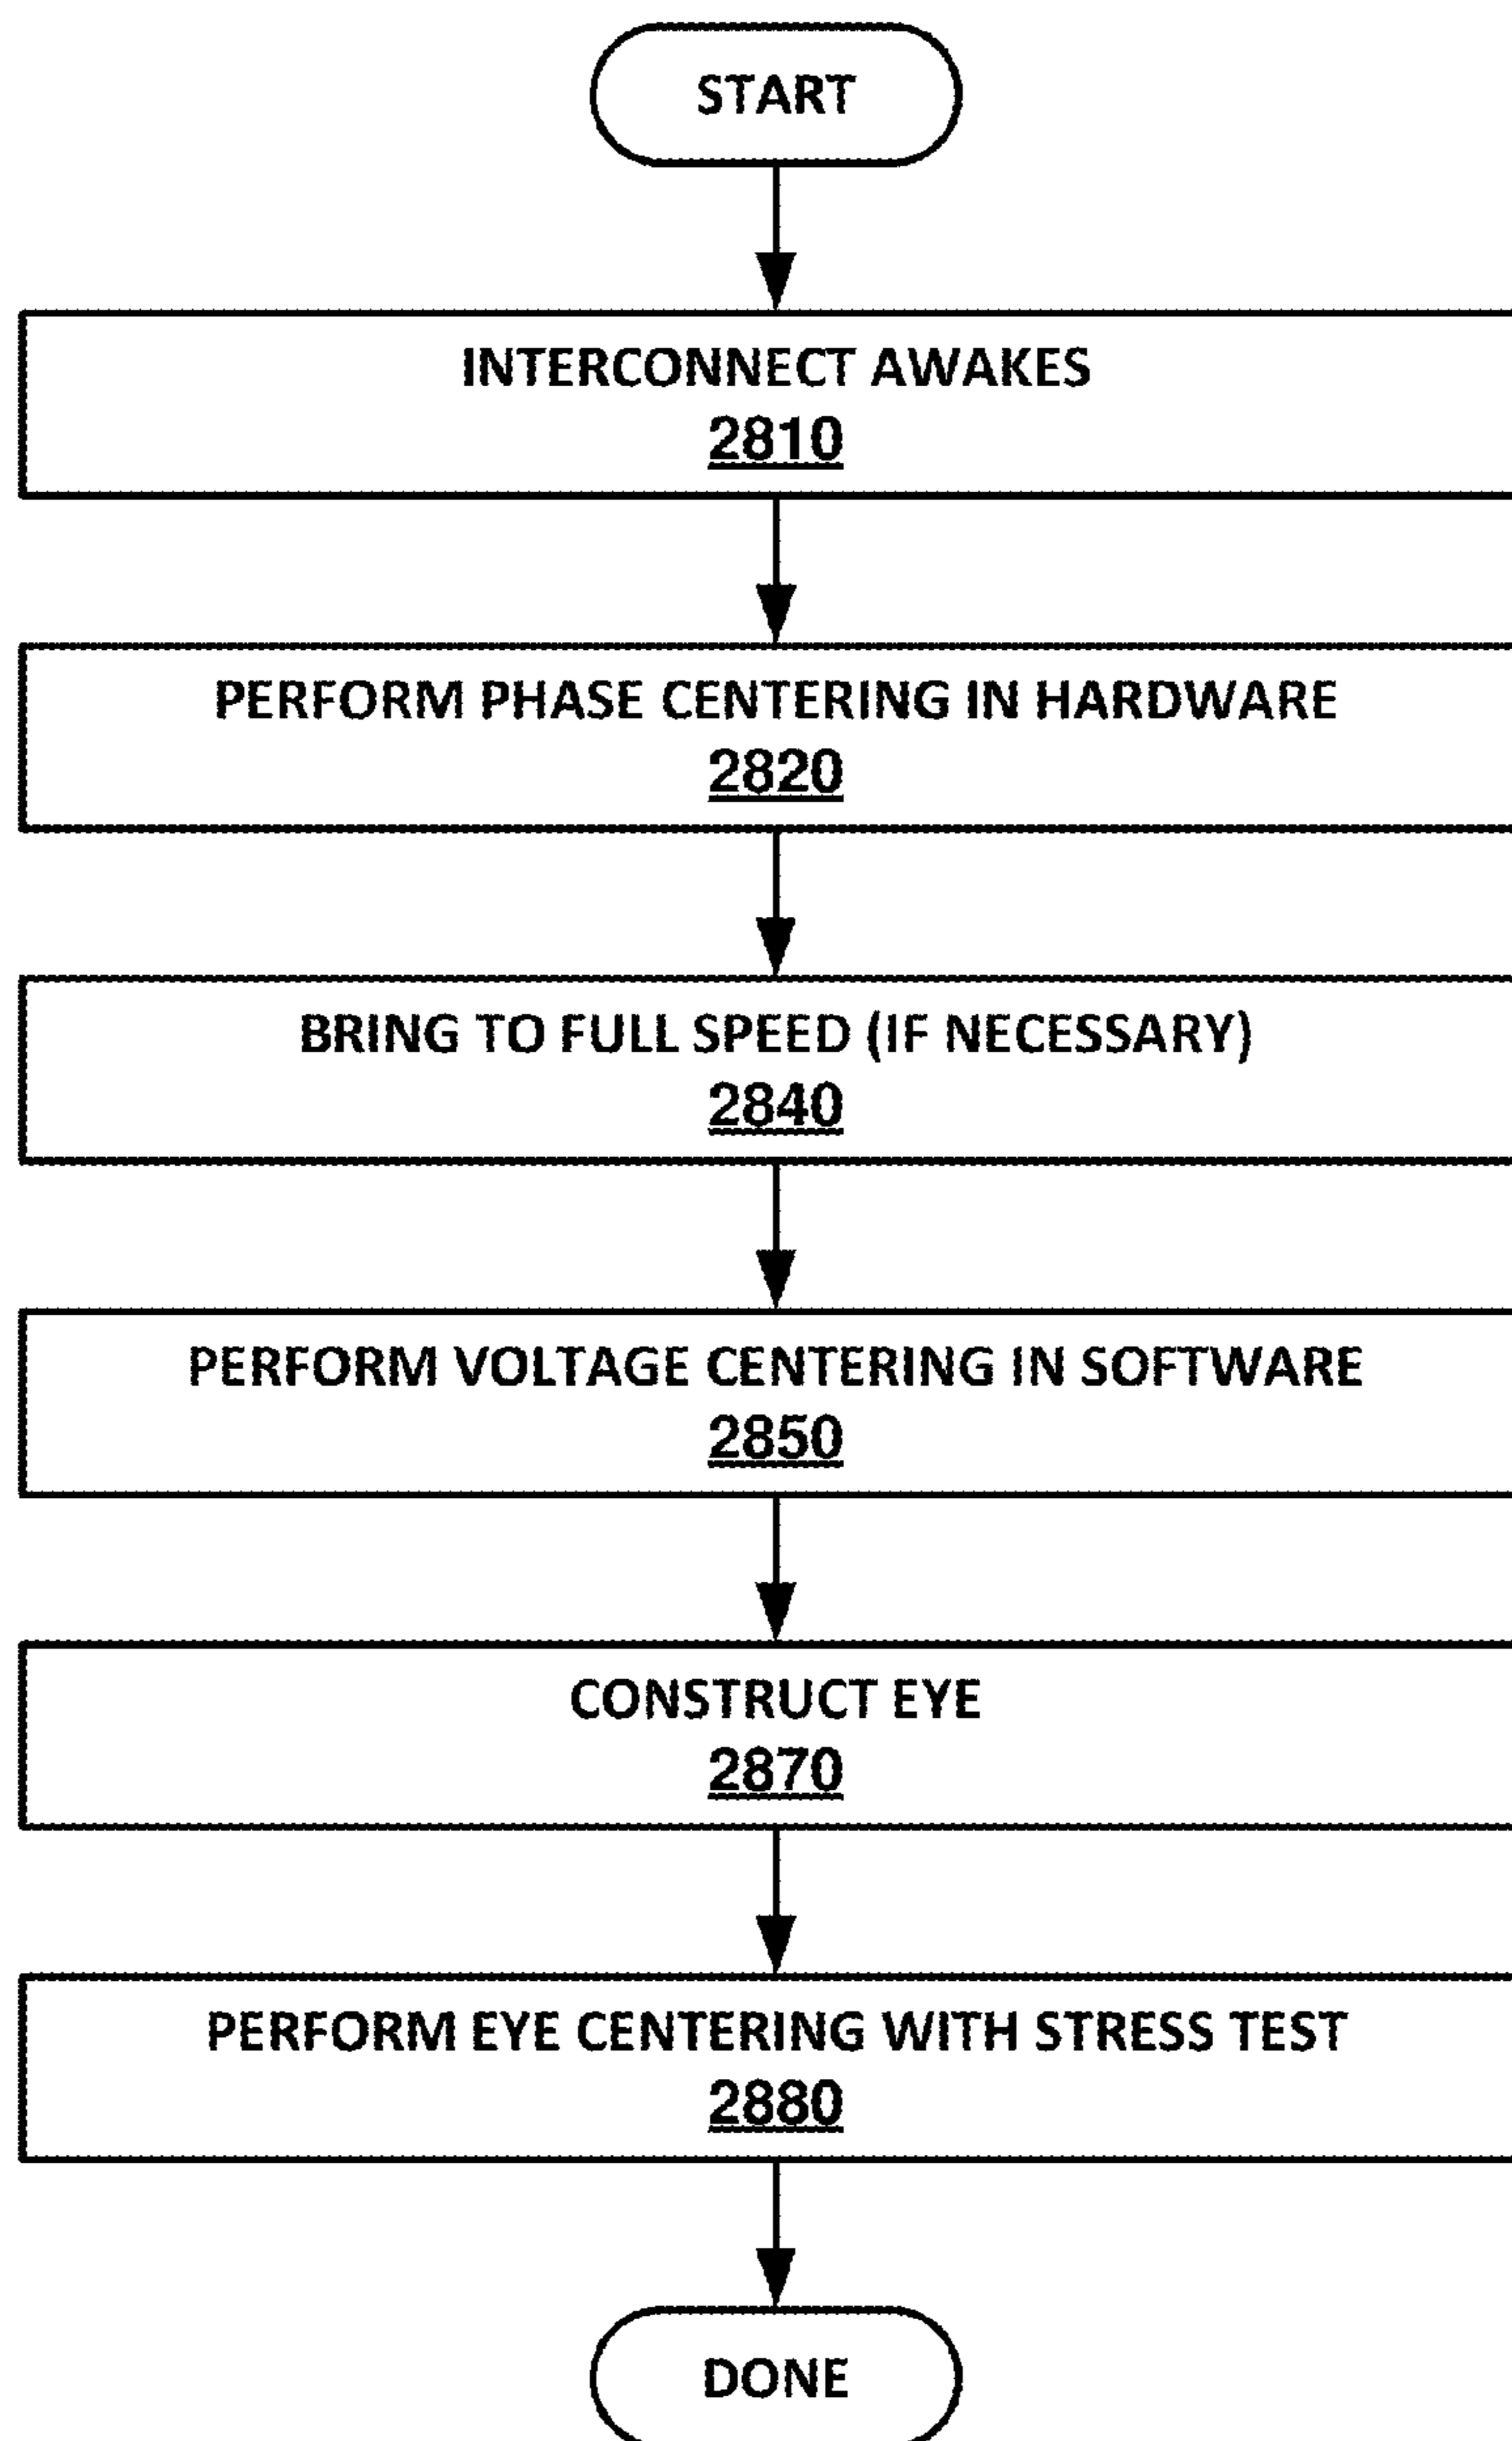 START
INTERCONNECT AWAKES
2810
PERFORM PHASE CENTERING IN HARDWARE
2820
BRING TO FULL SPEED (IF NECESSARY)
2840
PERFORM VOLTAGE CENTERING IN SOFTWARE
2850
CONSTRUCT EYE
2870
PERFORM EYE CENTERING WITH STRESS TEST
2880
DONE